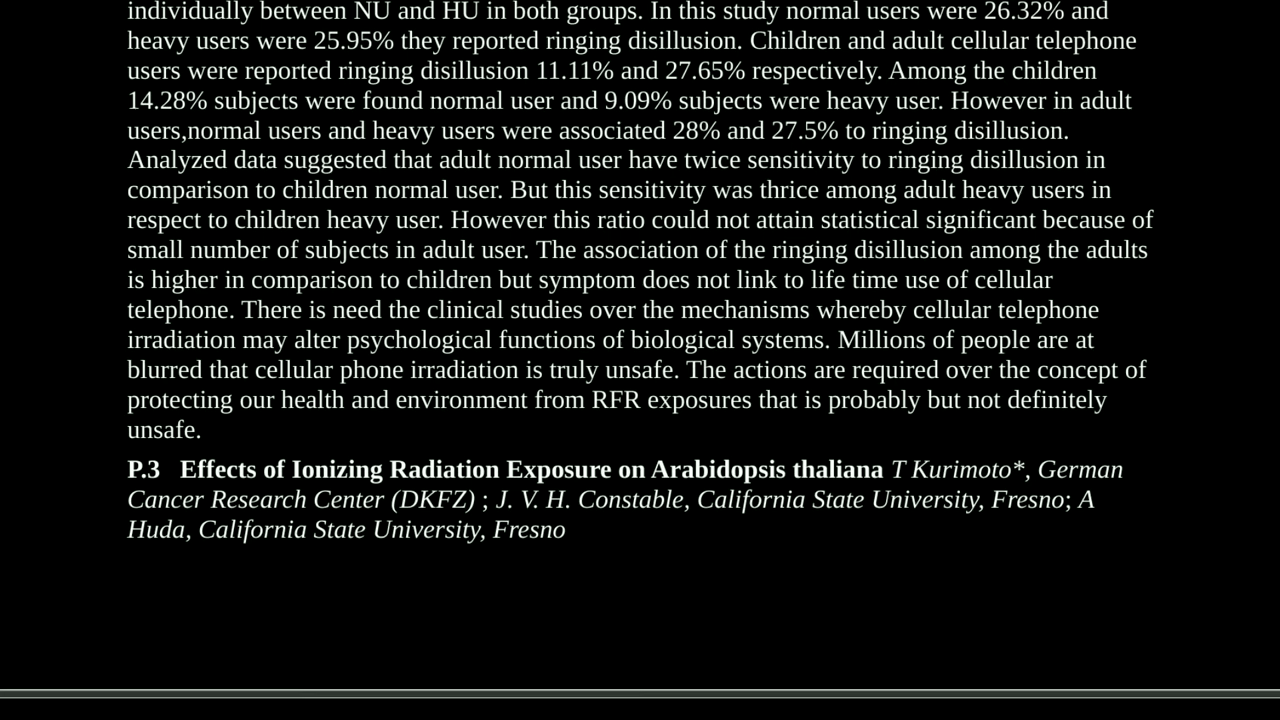 individually between NU and HU in both groups. In this study normal users were 26.32% and
heavy users were 25.95% they reported ringing disillusion. Children and adult cellular telephone
users were reported ringing disillusion 11.11% and 27.65% respectively. Among the children
14.28% subjects were found normal user and 9.09% subjects were heavy user. However in adult
users,normal users and heavy users were associated 28% and 27.5% to ringing disillusion.
Analyzed data suggested that adult normal user have twice sensitivity to ringing disillusion in
comparison to children normal user. But this sensitivity was thrice among adult heavy users in
respect to children heavy user. However this ratio could not attain statistical significant because of
small number of subjects in adult user. The association of the ringing disillusion among the adults
is higher in comparison to children but symptom does not link to life time use of cellular
telephone. There is need the clinical studies over the mechanisms whereby cellular telephone
irradiation may alter psychological functions of biological systems. Millions of people are at
blurred that cellular phone irradiation is truly unsafe. The actions are required over the concept of
protecting our health and environment from RFR exposures that is probably but not definitely
unsafe.
P.3 Effects of Ionizing Radiation Exposure on Arabidopsis thaliana T Kurimoto*, German
Cancer Research Center (DKFZ) ; J. V. H. Constable, California State University, Fresno; A
Huda, California State University, Fresno